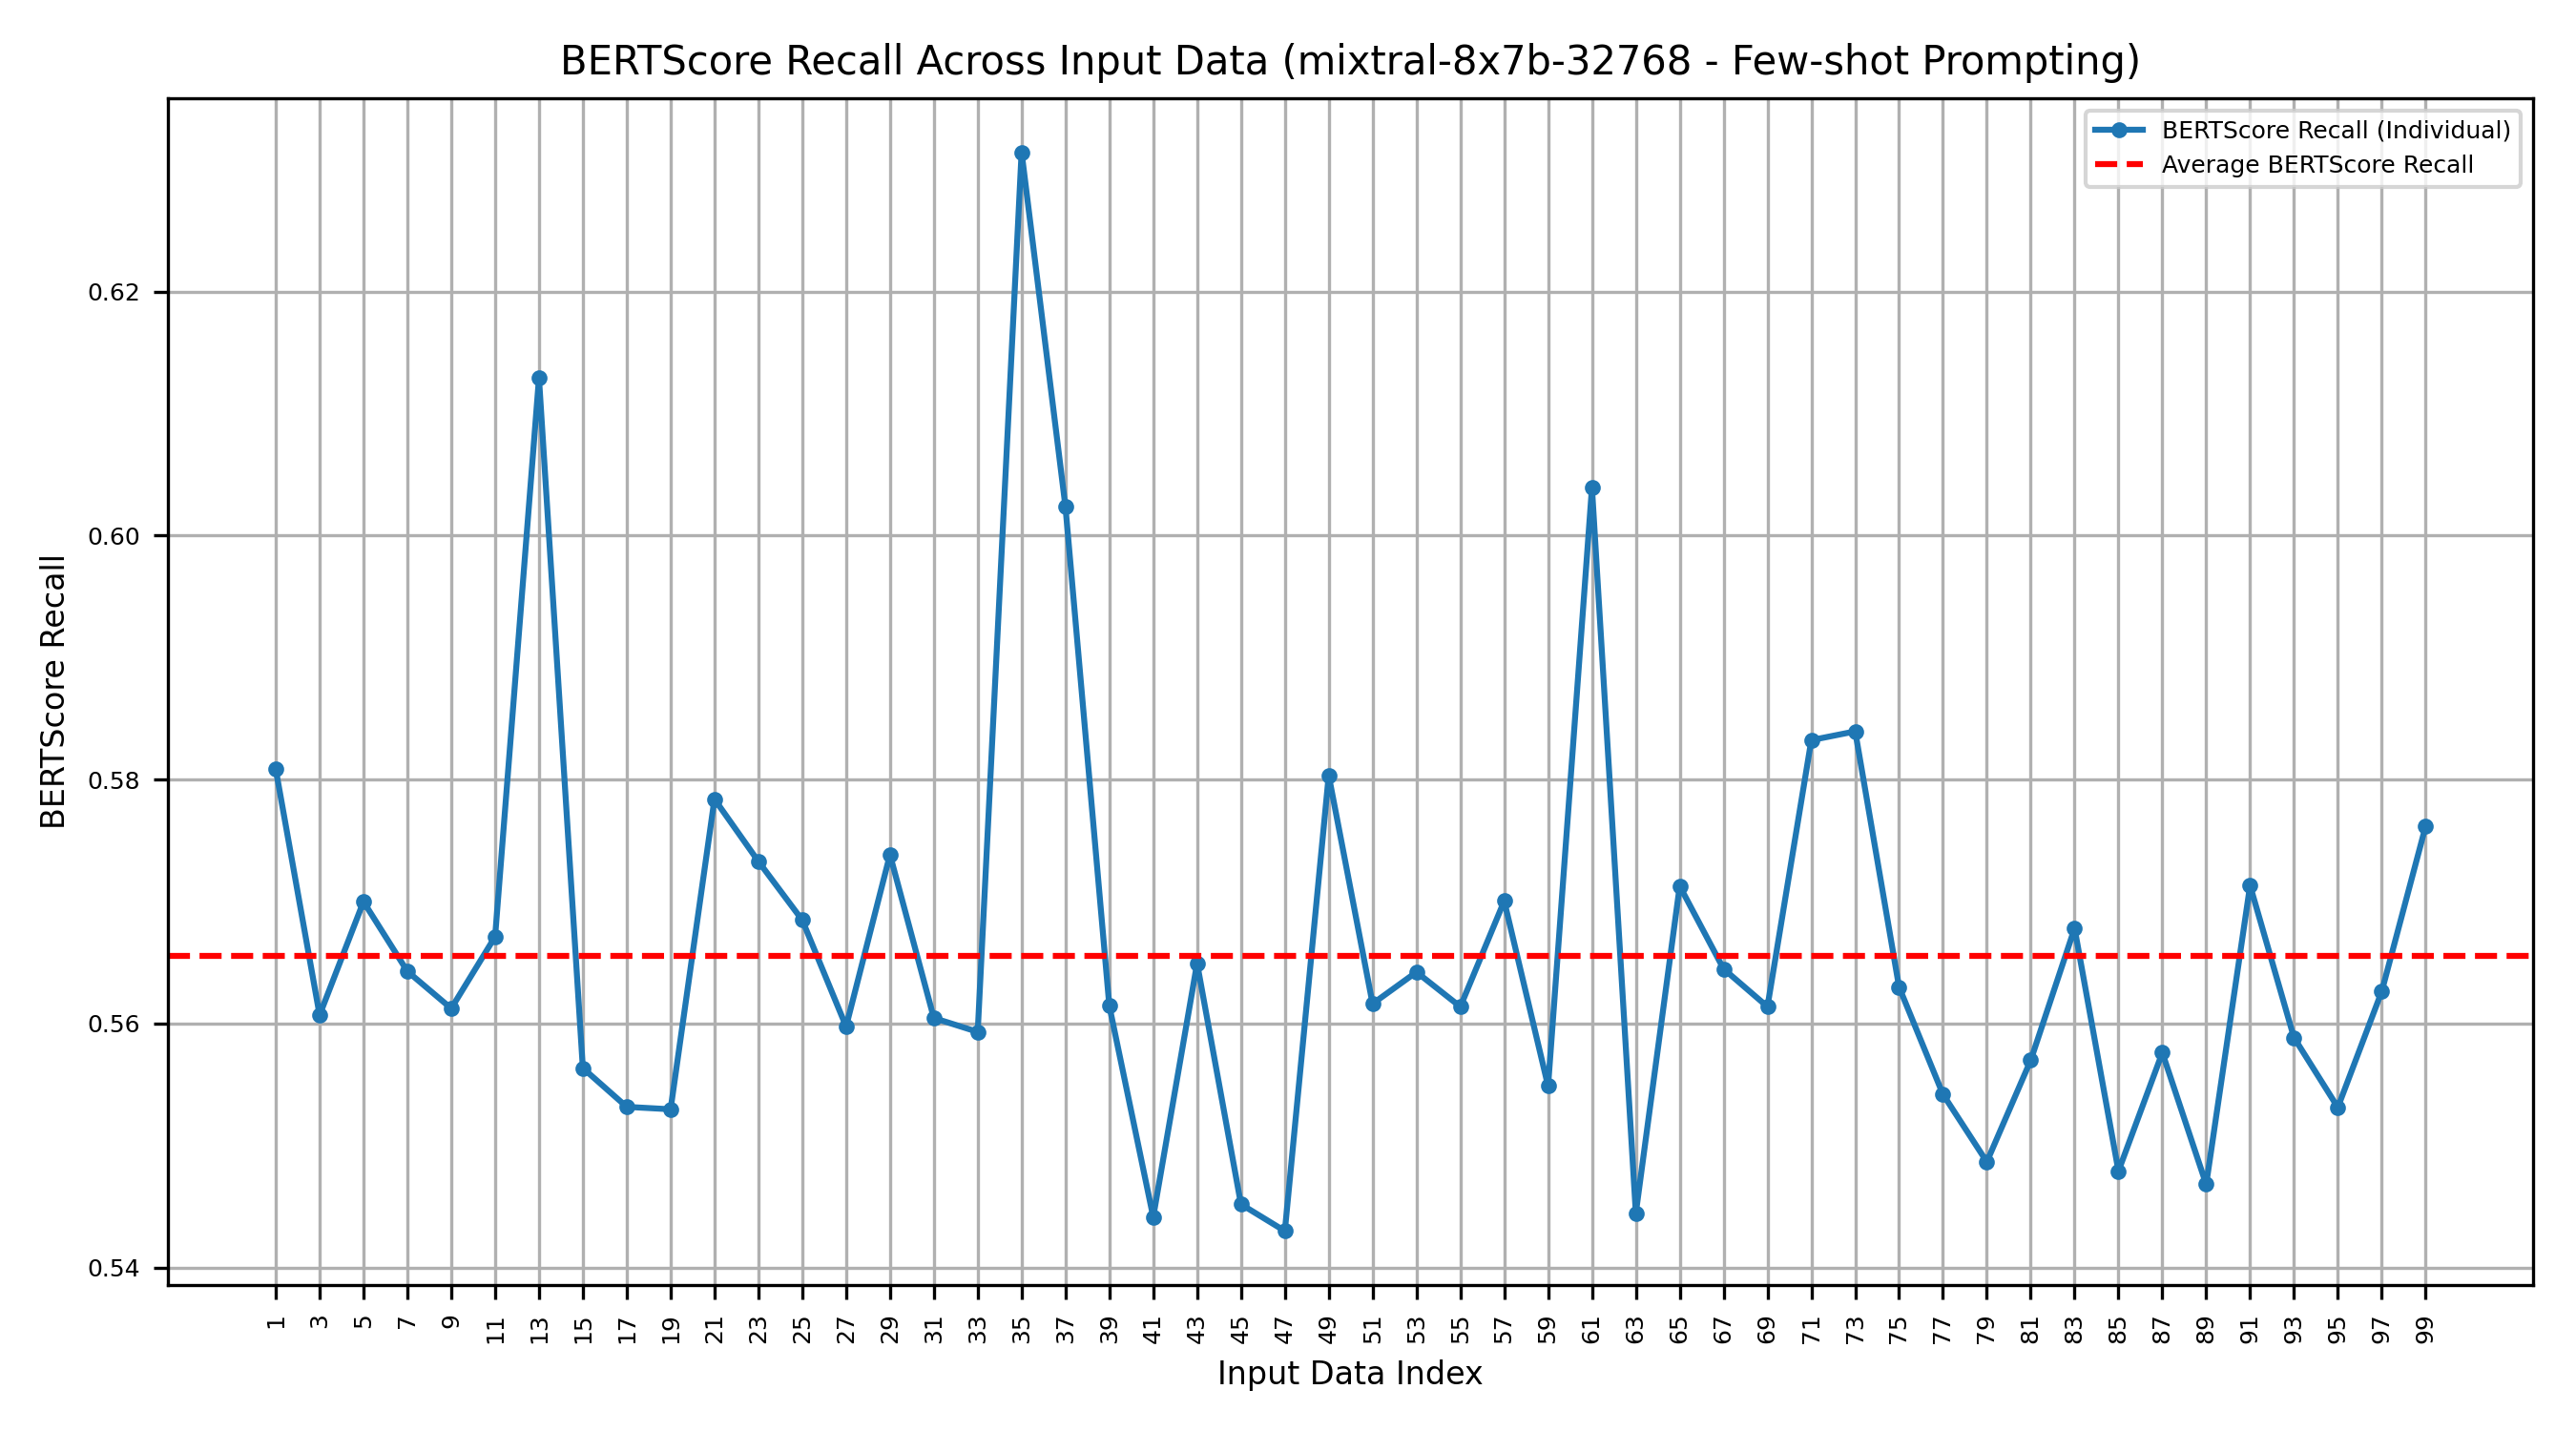 BERTScore Recall Across Input Data (mixtral-8x7b-32768 - Few-shot Prompting)
BERTScore Recall (Individual)
Average BERTScore Recall
BERTScore Recall
0.62
0.60
0.58
0.56
0.54
1 3 5 7 9 11 13 15 17 19 21 23 25 27 29 31 33 35 37 39 41 43 45 47 49 51 53 55 57 59 61 63 65 67 69 71 73 75 77 79 81 83 85 87 89 91 93 95 97 99
Input Data Index